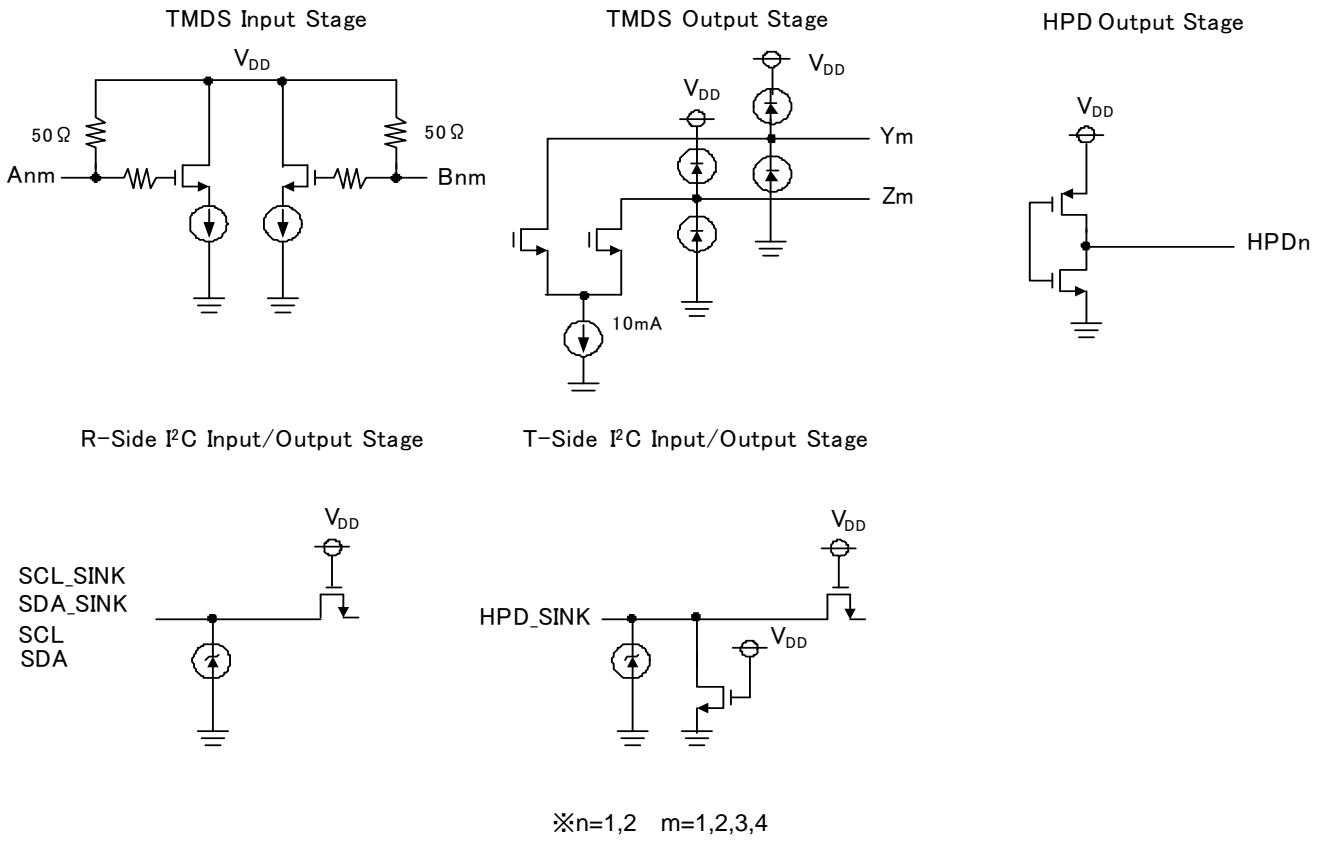 TMDS Input Stage
TMDS Output Stage
HPD Output Stage
VDD
50Ω
50Ω
Anm
Bnm
VDD
VDD
Ym
Zm
10mA
VDD
HPDn
R-Side I²C Input/Output Stage
T-Side I²C Input/Output Stage
VDD
SCL_SINK
SDA_SINK
SCL
SDA
VDD
HPD_SINK
VDD
※n=1,2 m=1,2,3,4